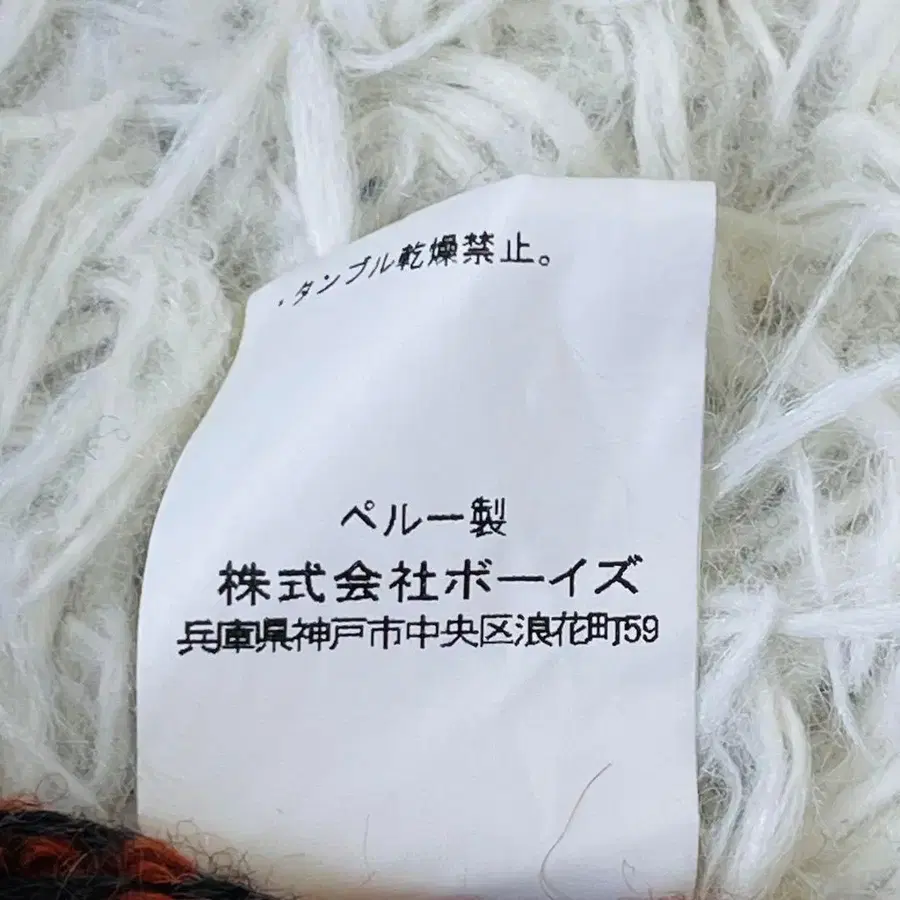 ・タンブル乾燥禁止。
ペルー製
株式会社ボーイズ
兵庫県神戸市中央区浪花町59